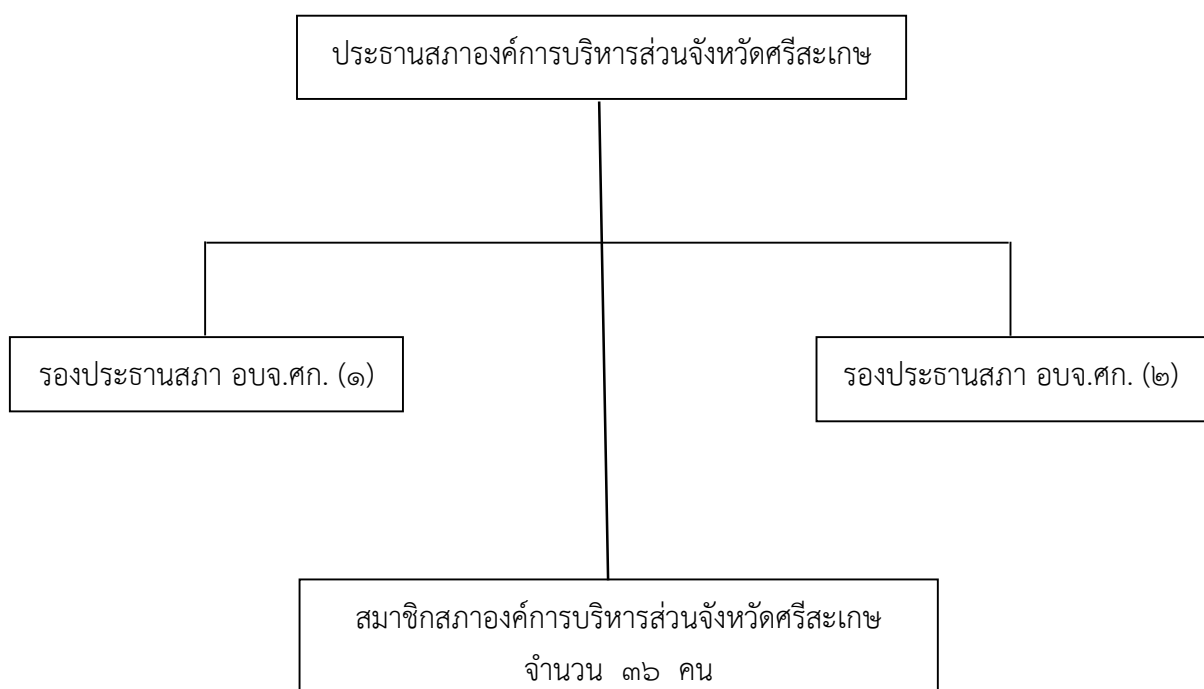 ประธานสภาองค์การบริหารส่วนจังหวัดศรีสะเกษ
รองประธานสภา อบจ.ศก. (๑)
รองประธานสภา อบจ.ศก. (๒)
สมาชิกสภาองค์การบริหารส่วนจังหวัดศรีสะเกษ
จำนวน ๓๖ คน